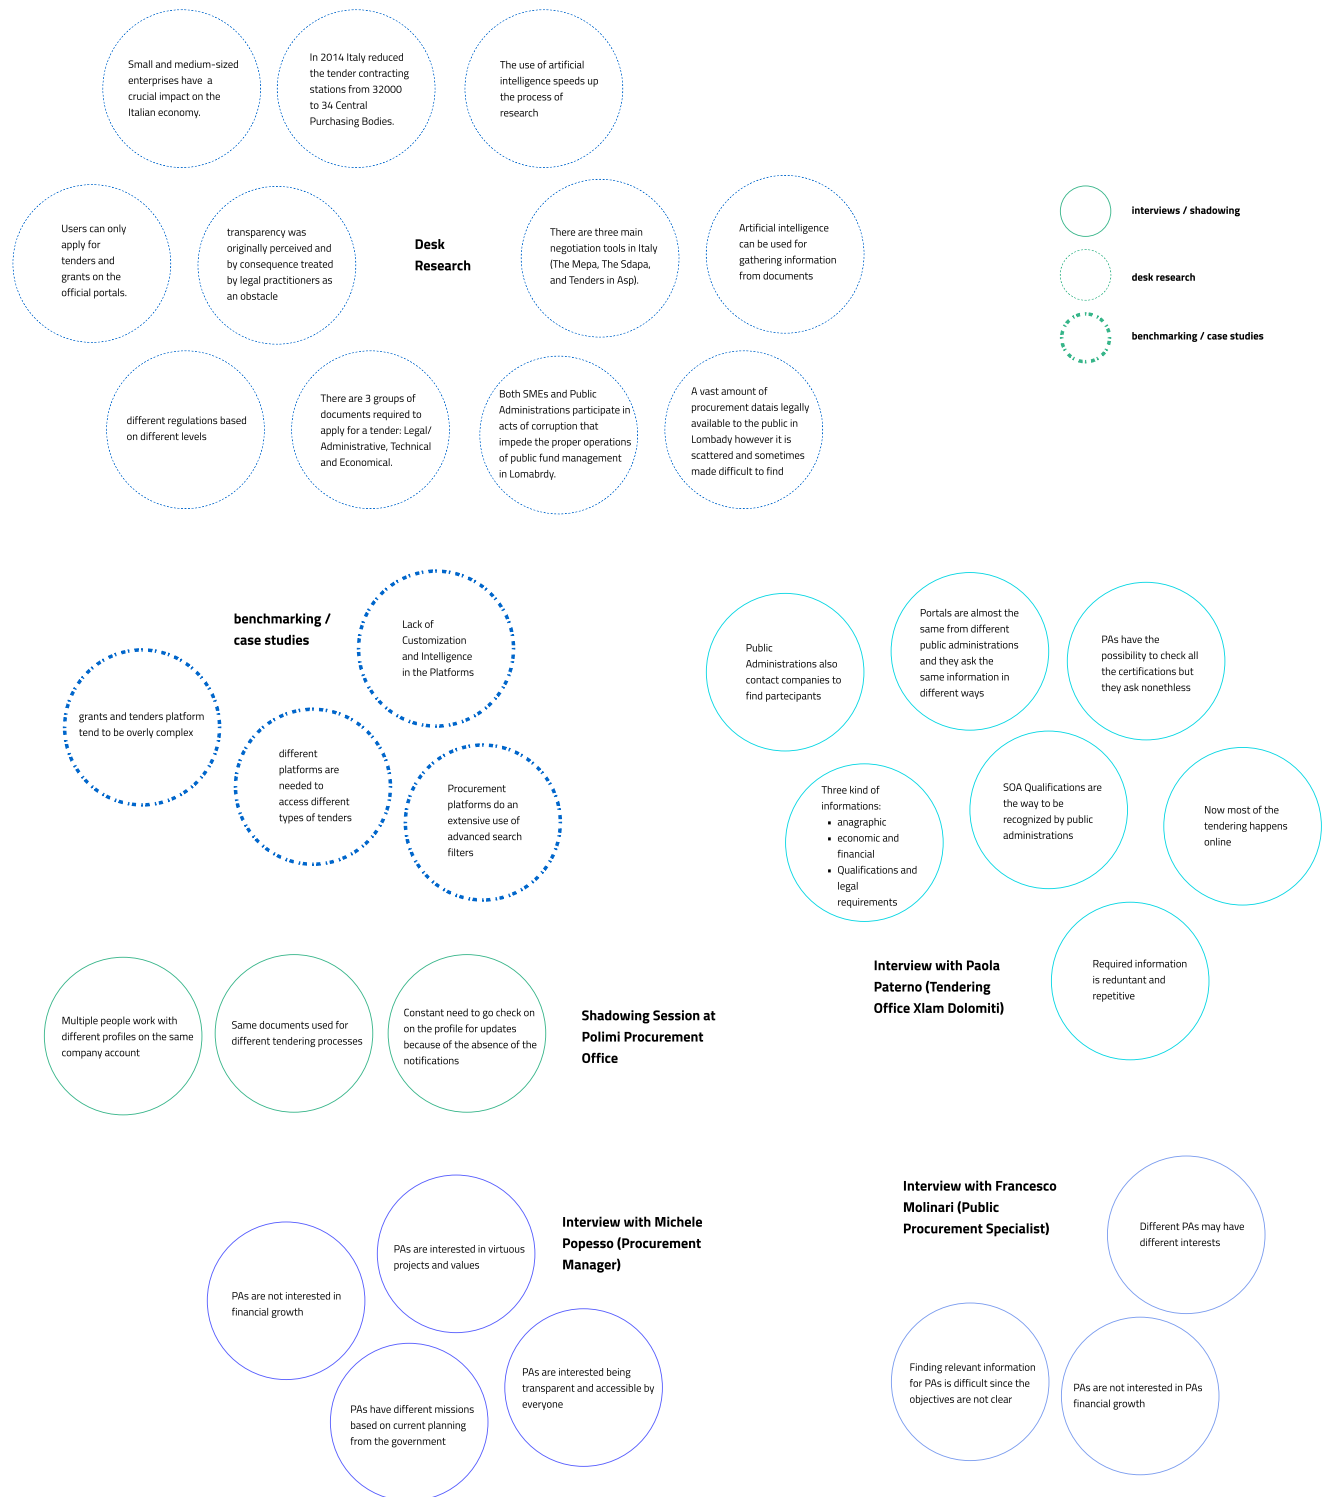 Small and medium-sized
enterprises have  a
crucial impact on the
Italian economy.
In 2014 Italy reduced
the tender contracting
stations from 32000
to 34 Central
Purchasing Bodies.
The use of artificial
intelligence speeds up
the process of
research
Users can only
apply for
tenders and
grants on the
official portals.
transparency was
originally perceived and
by consequence treated
by legal practitioners as
an obstacle
Desk
Research
There are three main
negotiation tools in Italy
(The Mepa, The Sdapa,
and Tenders in Asp).
Artificial intelligence
can be used for
gathering information
from documents
interviews / shadowing
desk research
benchmarking / case studies
different regulations based
on different levels
There are 3 groups of
documents required to
apply for a tender: Legal/
Administrative, Technical
and Economical.
Both SMEs and Public
Administrations participate in
acts of corruption that
impede the proper operations
of public fund management
in Lomabrdy.
A vast amount of
procurement datais legally
available to the public in
Lombady however it is
scattered and sometimes
made difficult to find
benchmarking /
case studies
Lack of
Customization
and Intelligence
in the Platforms
grants and tenders platform
tend to be overly complex
different
platforms are
needed to
access different
types of tenders
Procurement
platforms do an
extensive use of
advanced search
filters
Public
Administrations also
contact companies to
find partecipants
Portals are almost the
same from different
public administrations
and they ask the
same information in
different ways
PAs have the
possibility to check all
the certifications but
they ask nonethless
Three kind of
informations:
▪ anagraphic
▪ economic and
financial
▪ Qualifications and
legal
requirements
SOA Qualifications are
the way to be
recognized by public
administrations
Now most of the
tendering happens
online
Interview with Paola
Paterno (Tendering
Office Xlam Dolomiti)
Required information
is reduntant and
repetitive
Multiple people work with
different profiles on the same
company account
Same documents used for
different tendering processes
Constant need to go check on
on the profile for updates
because of the absence of the
notifications
Shadowing Session at
Polimi Procurement
Office
PAs are not interested in
financial growth
PAs are interested in virtuous
projects and values
Interview with Michele
Popesso (Procurement
Manager)
PAs have different missions
based on current planning
from the government
PAs are interested being
transparent and accessible by
everyone
Interview with Francesco
Molinari (Public
Procurement Specialist)
Different PAs may have
different interests
Finding relevant information
for PAs is difficult since the
objectives are not clear
PAs are not interested in PAs
financial growth